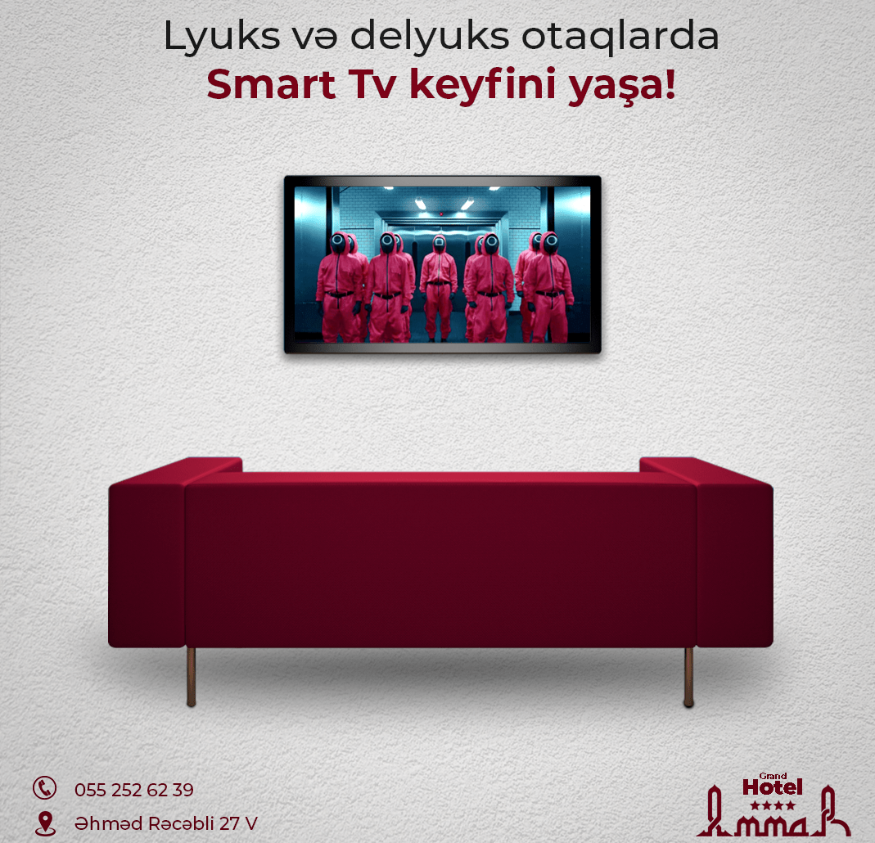 Lyuks və delyuks otaqlarda
Smart Tv keyfini yaşa!
055 252 62 39
Əhməd Rəcəbli 27 V
Grand
Hotel